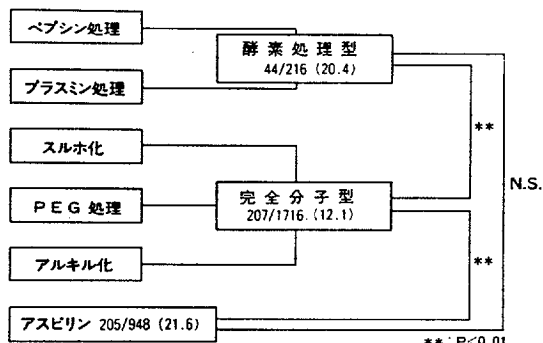 ペプシン処理
酵素処理型
44/216 (20.4)
プラスミン処理
**
スルホ化
N.S.
完全分子型
207/1716.(12.1)
PEG 処理
アルキル化
**
アスピリン 205/948 (21.6)
**:P<0.01